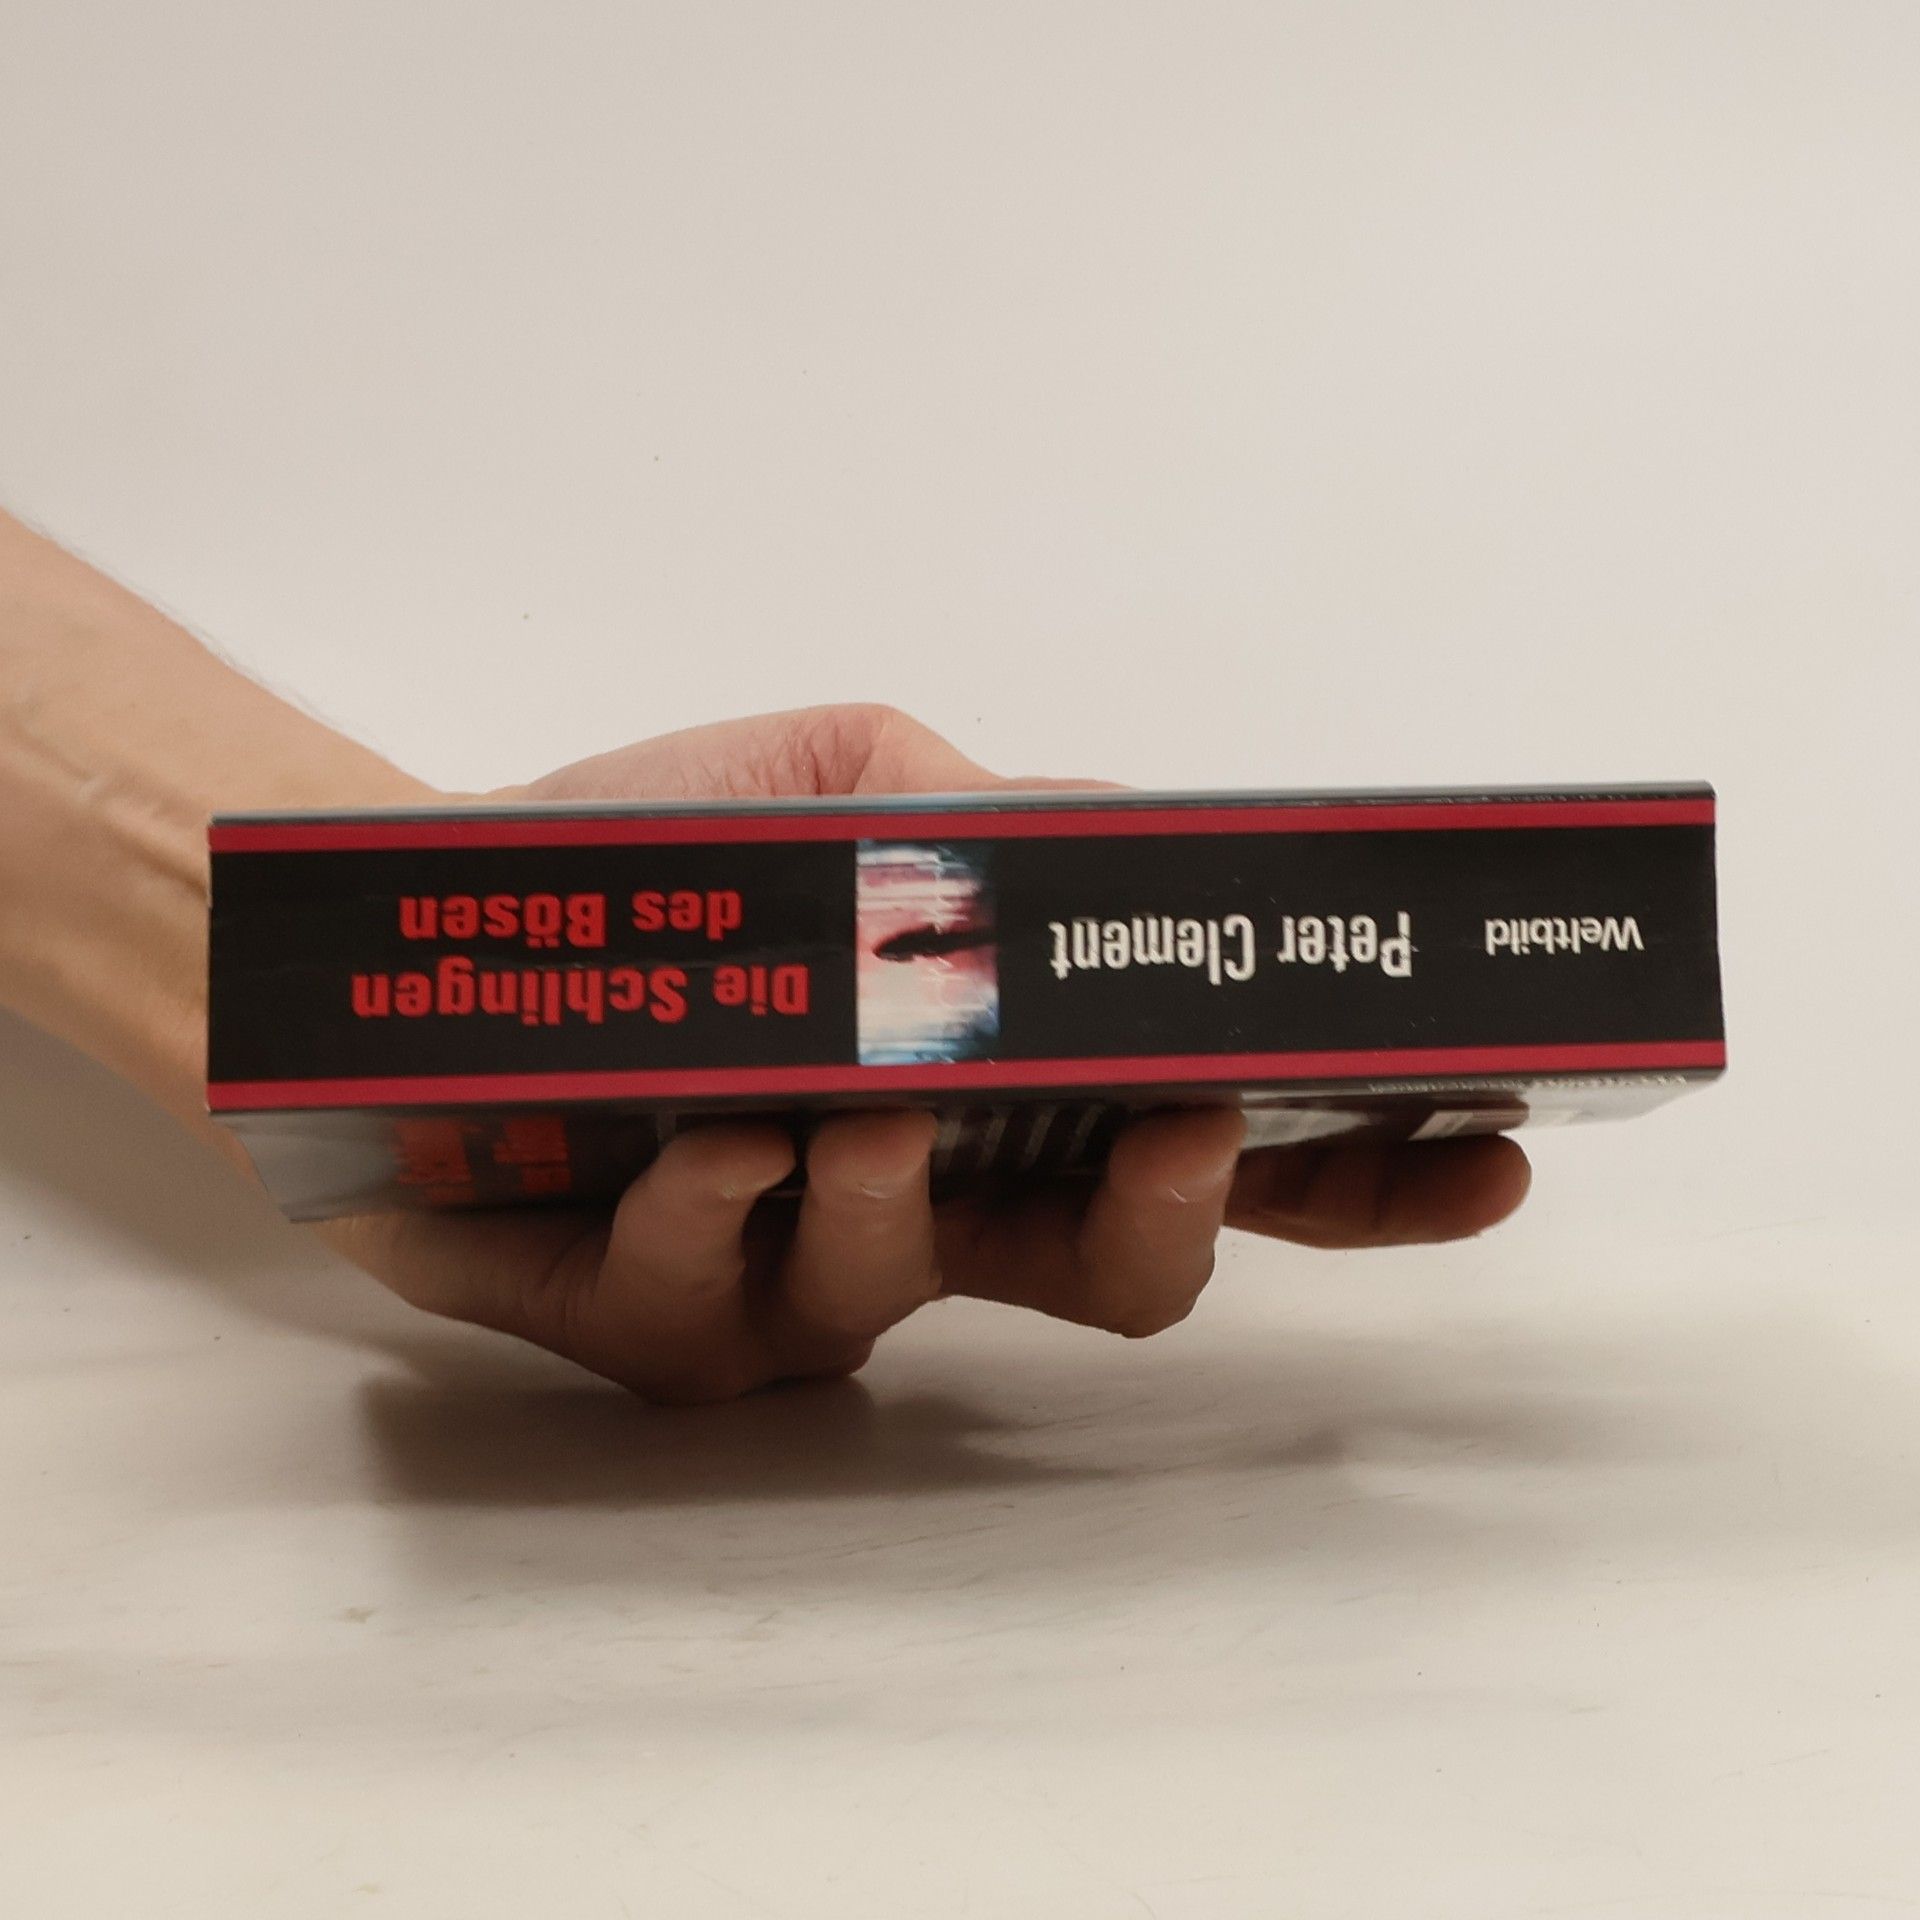 Weltbild
Peter Clement
Die Schlingen
des Bösen